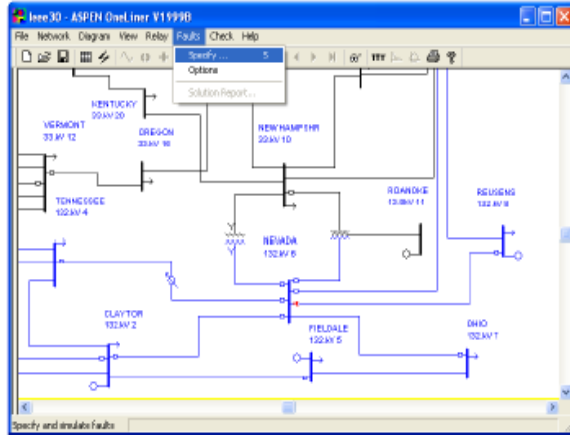 Ieee30 - ASPEN OneLiner V1999B
File Network Diagram View Relay Faults Check Help
Specify ... S
Options
Solution Report...
KENTUCKY
33.kV 20
VERMONT
33.kV 12
OREGON
33.kV 16
NEW HAMPSHR
33.kV 10
TENNESSEE
132.kV 4
ROANOKE
13.8kV 11
REUSENS
132.kV 8
NEVADA
132.kV 6
CLAYTOR
132.kV 2
FIELDALE
132.kV 5
OHIO
132.kV 7
Specify and simulate faults